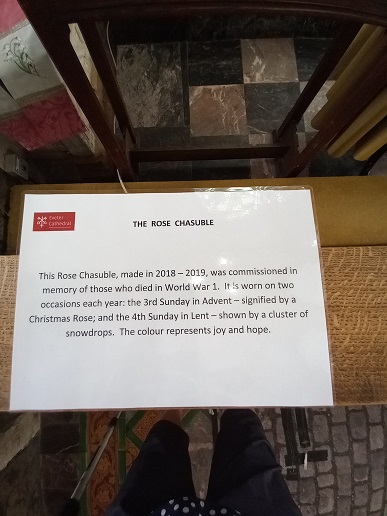 Exeter
Cathedral
THE ROSE CHASUBLE
This Rose Chasuble, made in 2018 – 2019, was commissioned in
memory of those who died in World War 1. It is worn on two
occasions each year: the 3rd Sunday in Advent – signified by a
Christmas Rose; and the 4th Sunday in Lent – shown by a cluster of
snowdrops. The colour represents joy and hope.